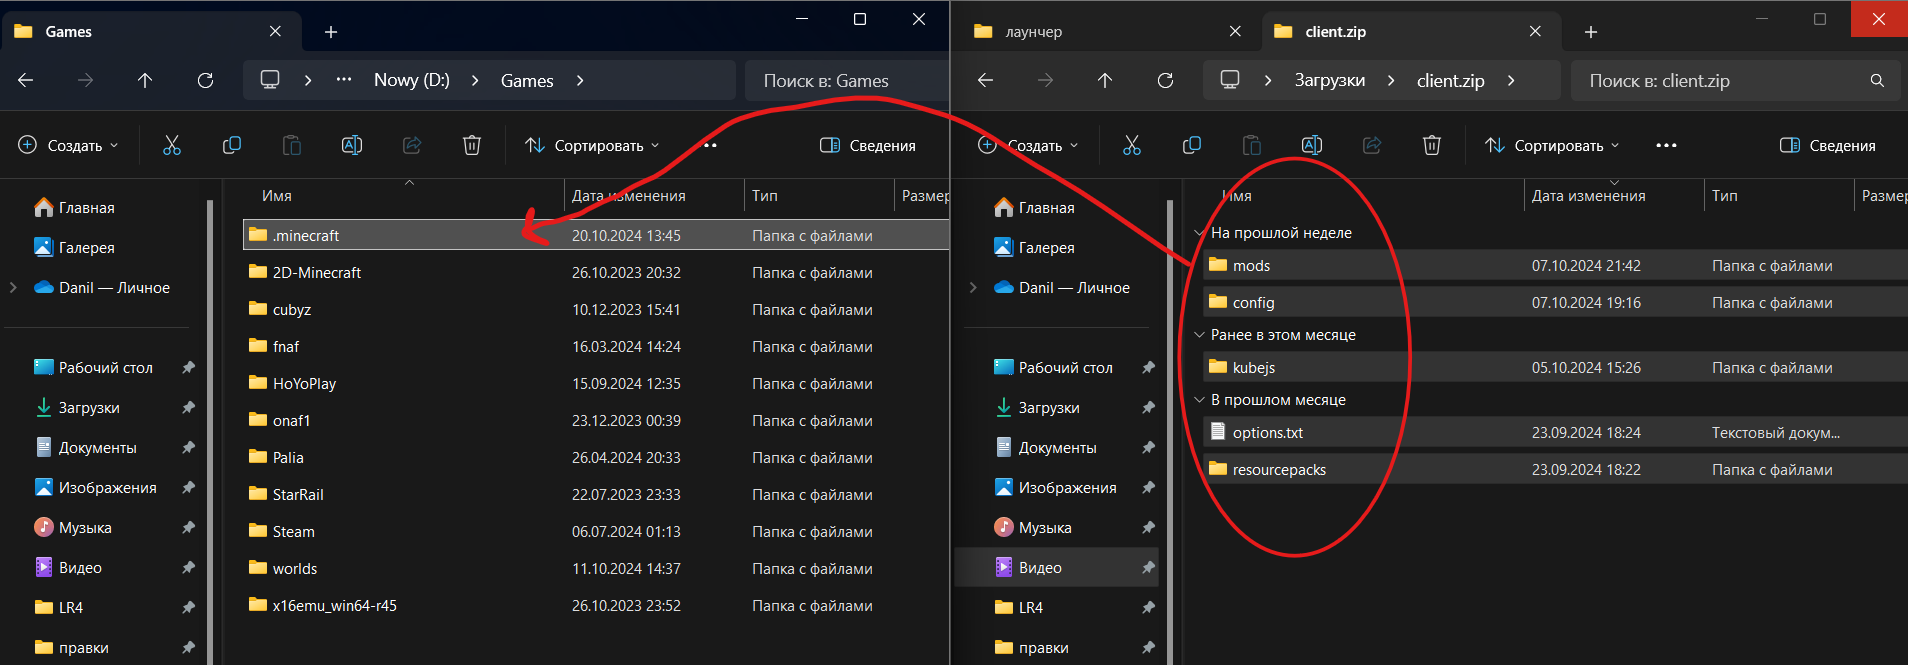 Games
Nowy (D:) Games
Поиск в: Games
Создать
Сортировать
Сведения
Главная
Галерея
Danil — Личное
Рабочий стол
Загрузки
Документы
Изображения
Музыка
Видео
LR4
правки
Имя Дата изменения Тип Размер
.minecraft 20.10.2024 13:45 Папка с файлами
2D-Minecraft 26.10.2023 20:32 Папка с файлами
cubyz 10.12.2023 15:41 Папка с файлами
fnaf 16.03.2024 14:24 Папка с файлами
HoYoPlay 15.09.2024 12:35 Папка с файлами
onaf1 23.12.2023 00:39 Папка с файлами
Palia 26.04.2024 20:33 Папка с файлами
StarRail 22.07.2023 23:33 Папка с файлами
Steam 06.07.2024 01:13 Папка с файлами
worlds 11.10.2024 14:37 Папка с файлами
x16emu_win64-r45 26.10.2023 23:52 Папка с файлами
лаунчер
client.zip
Загрузки client.zip
Поиск в: client.zip
Создать
Сортировать
Сведения
Главная
Галерея
Danil — Личное
Рабочий стол
Загрузки
Документы
Изображения
Музыка
Видео
LR4
правки
Имя Дата изменения Тип Размер
На прошлой неделе
mods 07.10.2024 21:42 Папка с файлами
config 07.10.2024 19:16 Папка с файлами
Ранее в этом месяце
kubejs 05.10.2024 15:26 Папка с файлами
В прошлом месяце
options.txt 23.09.2024 18:24 Текстовый докум...
resourcepacks 23.09.2024 18:22 Папка с файлами